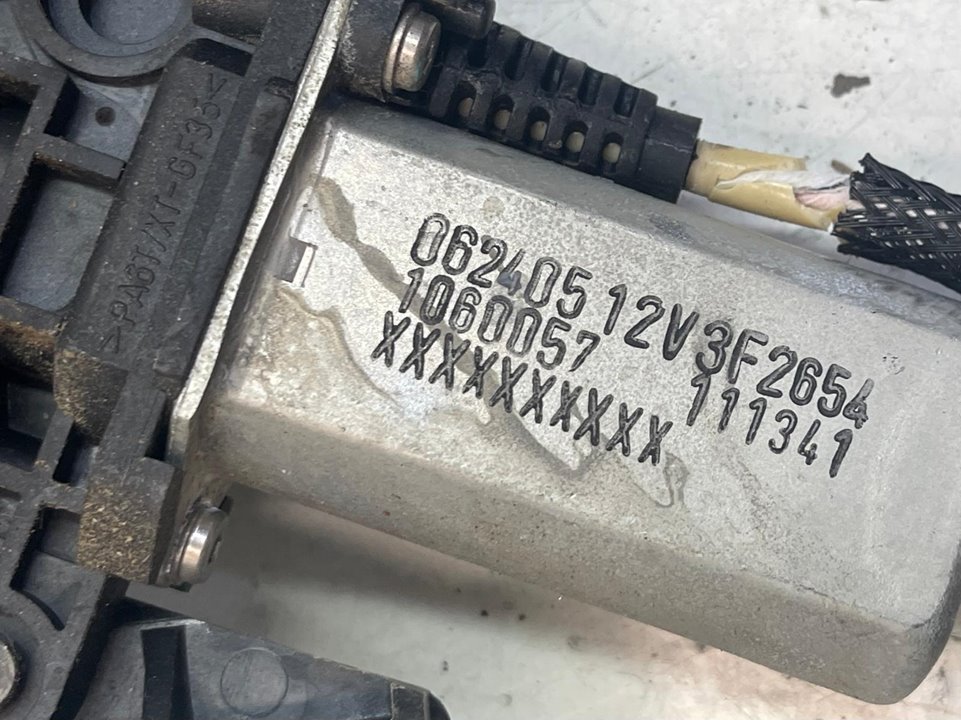 >PA6T/XT-GF35<
062405 12V 3F2654
1060057 111341
XXXXXXXXXX